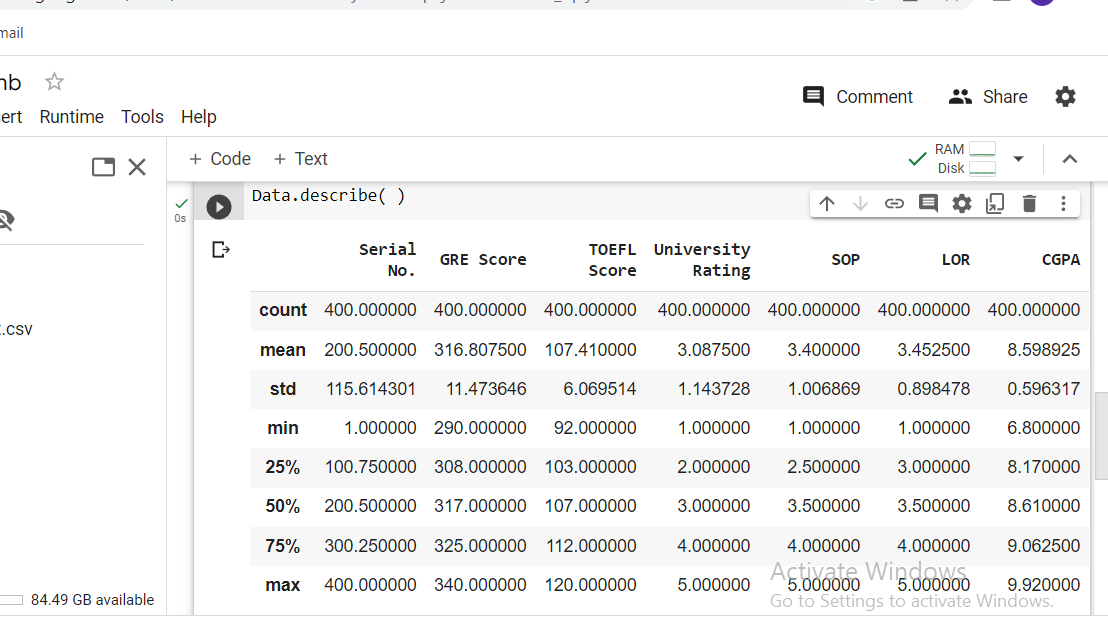 mail
nb
ert Runtime Tools Help
Comment Share
+ Code + Text
RAM
Disk
0s
Data.describe( )
Serial No. GRE Score TOEFL Score University Rating SOP LOR CGPA
count 400.000000 400.000000 400.000000 400.000000 400.000000 400.000000 400.000000
mean 200.500000 316.807500 107.410000 3.087500 3.400000 3.452500 8.598925
std 115.614301 11.473646 6.069514 1.143728 1.006869 0.898478 0.596317
min 1.000000 290.000000 92.000000 1.000000 1.000000 1.000000 6.800000
.csv
25% 100.750000 308.000000 103.000000 2.000000 2.500000 3.000000 8.170000
50% 200.500000 317.000000 107.000000 3.000000 3.500000 3.500000 8.610000
75% 300.250000 325.000000 112.000000 4.000000 4.000000 4.000000 9.062500
max 400.000000 340.000000 120.000000 5.000000 5.000000 5.000000 9.920000
Activate Windows
Go to Settings to activate Windows.
84.49 GB available